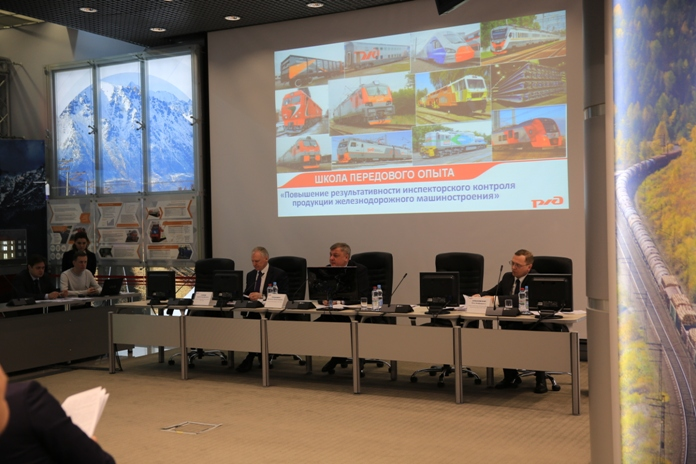 ШКОЛА ПЕРЕДОВОГО ОПЫТА
«Повышение результативности инспекторского контроля
продукции железнодорожного машиностроения»
РЖД